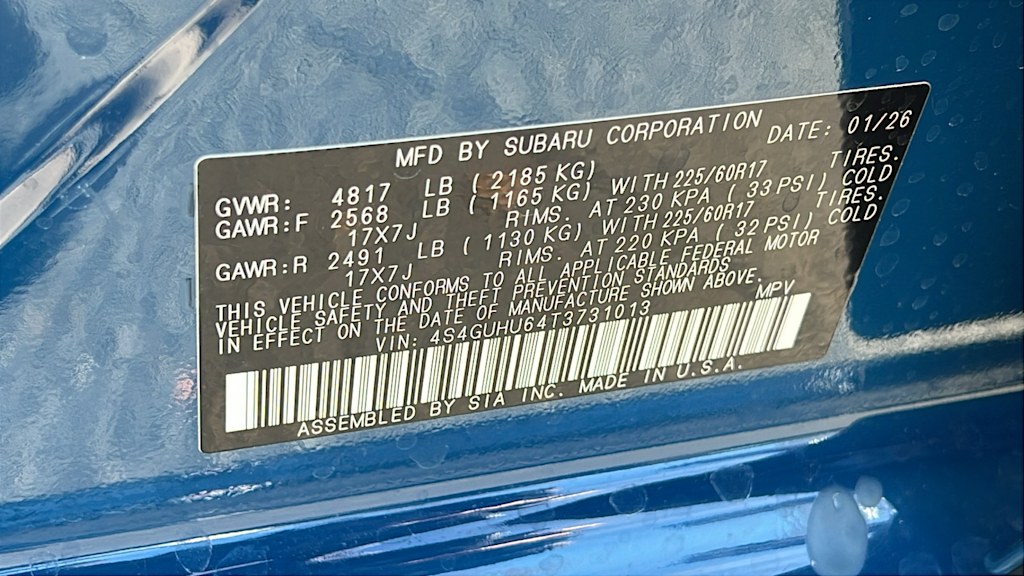 MFD BY SUBARU CORPORATION DATE: 01/26
GVWR: 4817 LB ( 2185 KG)
GAWR:F 2568 LB ( 1165 KG) WITH 225/60R17 TIRES.
17X7J RIMS. AT 230 KPA ( 33 PSI) COLD
GAWR:R 2491 LB ( 1130 KG) WITH 225/60R17 TIRES.
17X7J RIMS. AT 220 KPA ( 32 PSI) COLD
THIS VEHICLE CONFORMS TO ALL APPLICABLE FEDERAL MOTOR
VEHICLE SAFETY AND THEFT PREVENTION STANDARDS
IN EFFECT ON THE DATE OF MANUFACTURE SHOWN ABOVE.
VIN: 4S4GUHU64T3731013 MPV
ASSEMBLED BY SIA INC. MADE IN U.S.A.